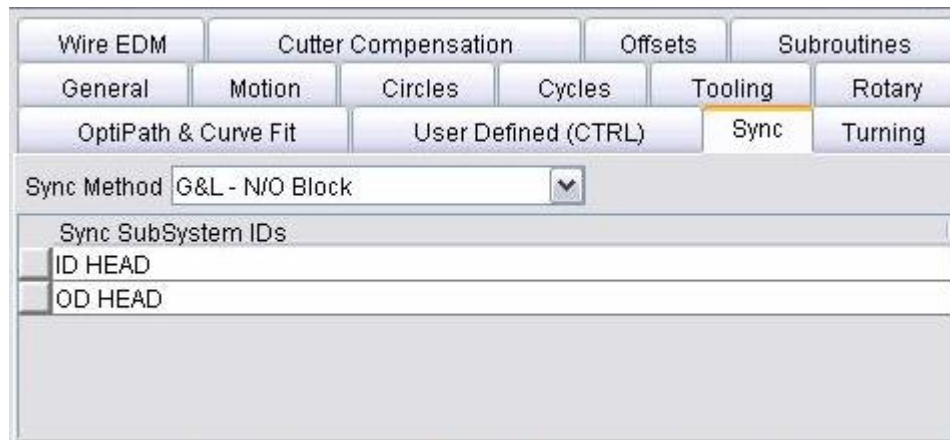 Wire EDM Cutter Compensation Offsets Subroutines
General Motion Circles Cycles Tooling Rotary
OptiPath & Curve Fit User Defined (CTRL) Sync Turning
Sync Method G&L - N/O Block
Sync SubSystem IDs
ID HEAD
OD HEAD